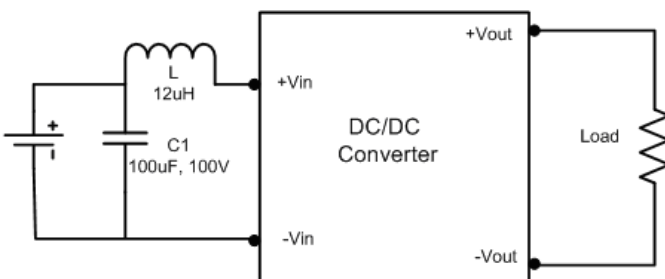 +Vout
L
12uH
+Vin
+
-
C1
100uF, 100V
DC/DC
Converter
Load
-Vin
-Vout